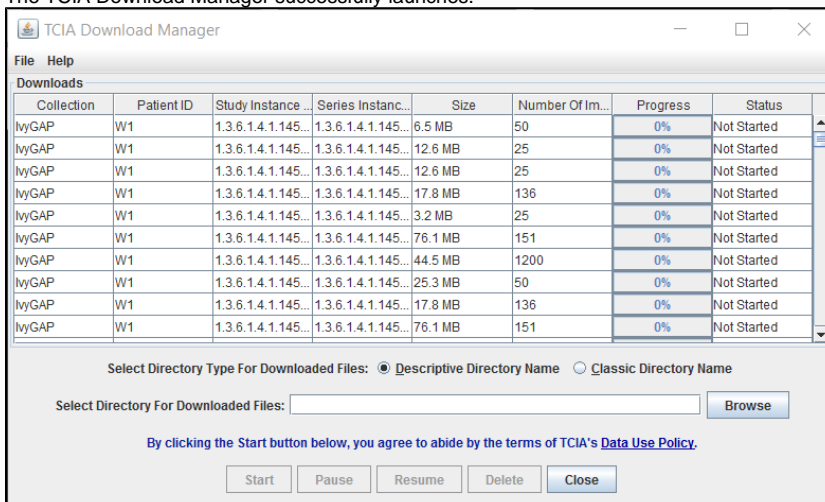 The TCIA Download Manager successfully launches.
TCIA Download Manager
File Help
Downloads
Collection Patient ID Study Instance ... Series Instanc... Size Number Of Im... Progress Status
IvyGAP W1 1.3.6.1.4.1.145... 1.3.6.1.4.1.145... 6.5 MB 50 0% Not Started
IvyGAP W1 1.3.6.1.4.1.145... 1.3.6.1.4.1.145... 12.6 MB 25 0% Not Started
IvyGAP W1 1.3.6.1.4.1.145... 1.3.6.1.4.1.145... 12.6 MB 25 0% Not Started
IvyGAP W1 1.3.6.1.4.1.145... 1.3.6.1.4.1.145... 17.8 MB 136 0% Not Started
IvyGAP W1 1.3.6.1.4.1.145... 1.3.6.1.4.1.145... 3.2 MB 25 0% Not Started
IvyGAP W1 1.3.6.1.4.1.145... 1.3.6.1.4.1.145... 76.1 MB 151 0% Not Started
IvyGAP W1 1.3.6.1.4.1.145... 1.3.6.1.4.1.145... 44.5 MB 1200 0% Not Started
IvyGAP W1 1.3.6.1.4.1.145... 1.3.6.1.4.1.145... 25.3 MB 50 0% Not Started
IvyGAP W1 1.3.6.1.4.1.145... 1.3.6.1.4.1.145... 17.8 MB 136 0% Not Started
IvyGAP W1 1.3.6.1.4.1.145... 1.3.6.1.4.1.145... 76.1 MB 151 0% Not Started
Select Directory Type For Downloaded Files: Descriptive Directory Name Classic Directory Name
Select Directory For Downloaded Files: Browse
By clicking the Start button below, you agree to abide by the terms of TCIA's Data Use Policy.
Start Pause Resume Delete Close